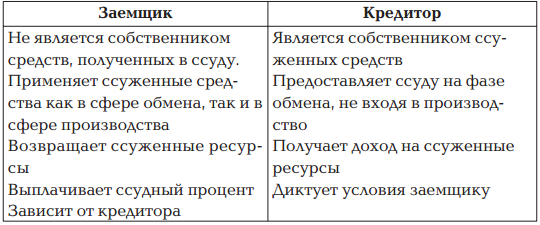 Заемщик
Кредитор
Не является собственником
средств, полученных в ссуду.
Применяет ссуженные сред-
ства как в сфере обмена, так и в
сфере производства
Возвращает ссуженные ресур-
сы
Выплачивает ссудный процент
Зависит от кредитора
Является собственником ссу-
женных средств
Предоставляет ссуду на фазе
обмена, не входя в производ-
ство
Получает доход на ссуженные
ресурсы
Диктует условия заемщику